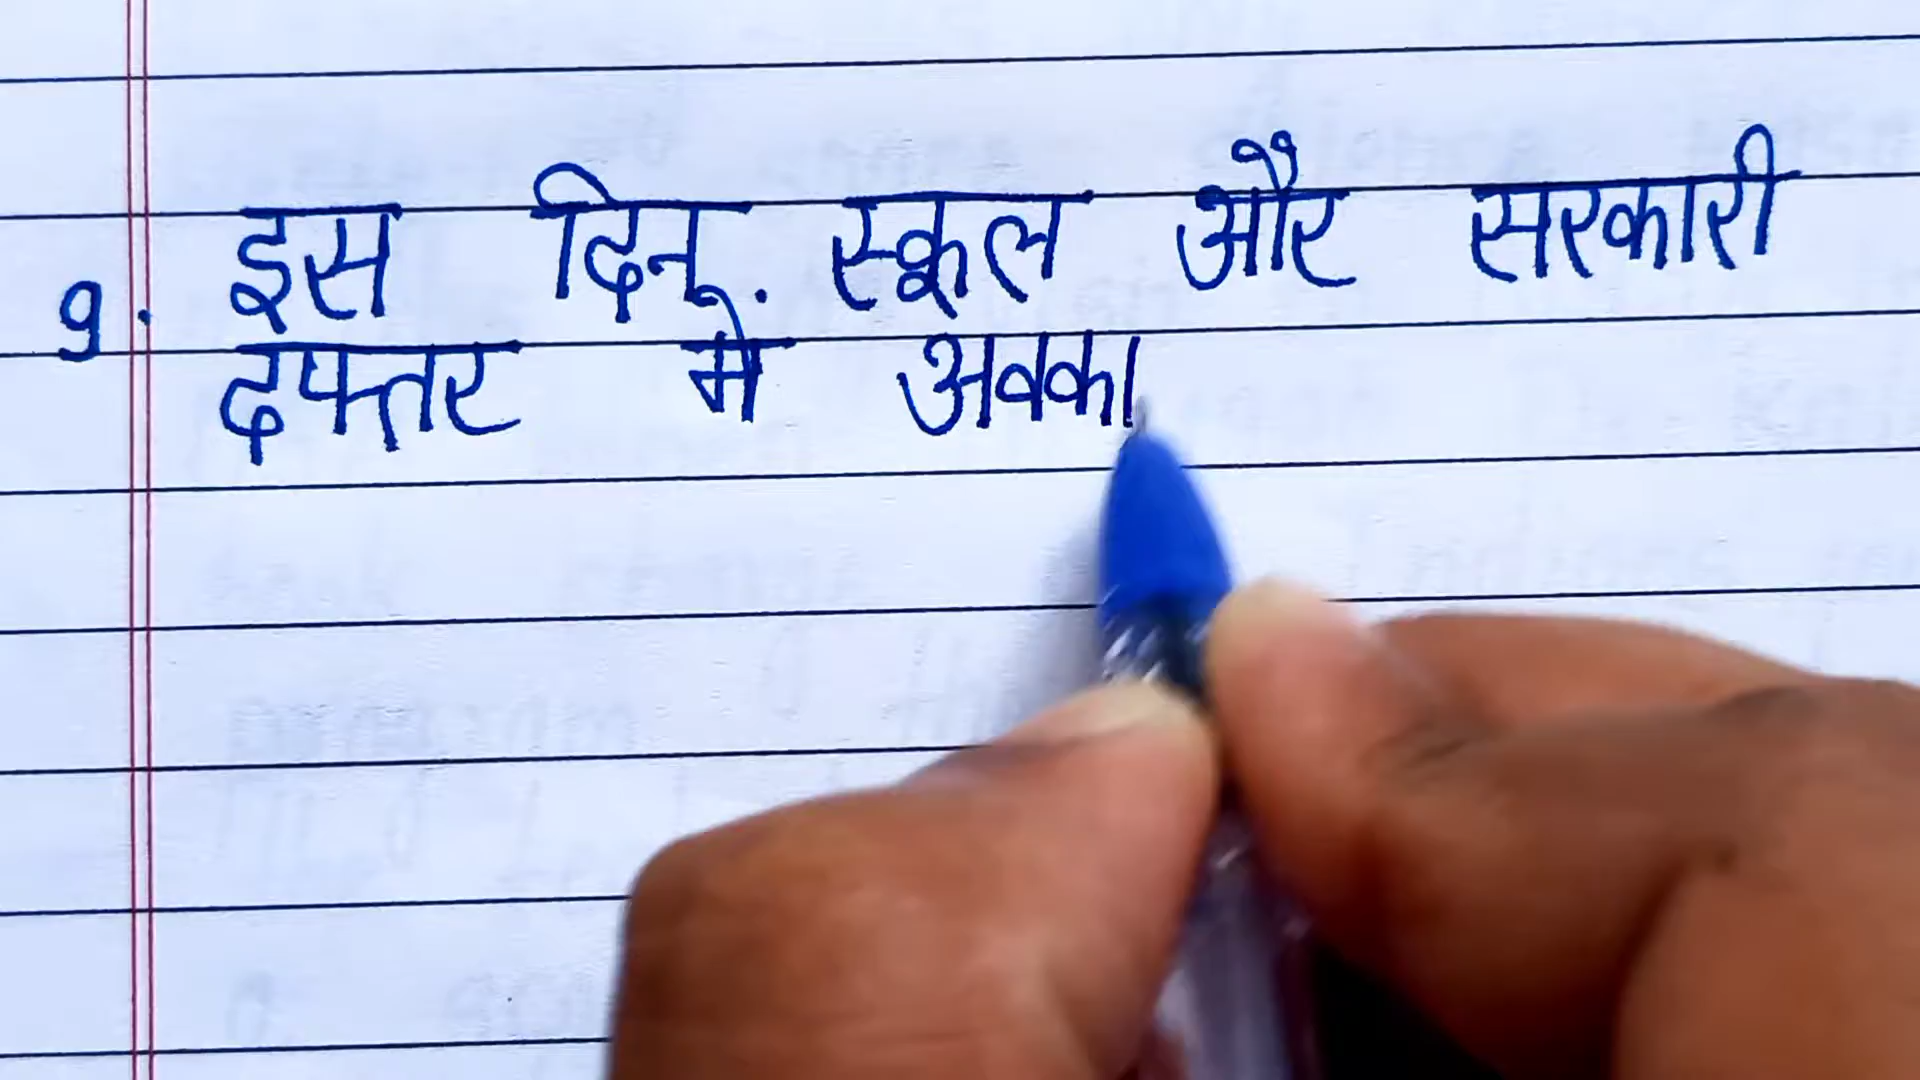 9. इस दिन स्कूल और सरकारी
दफ्तर मे अवका